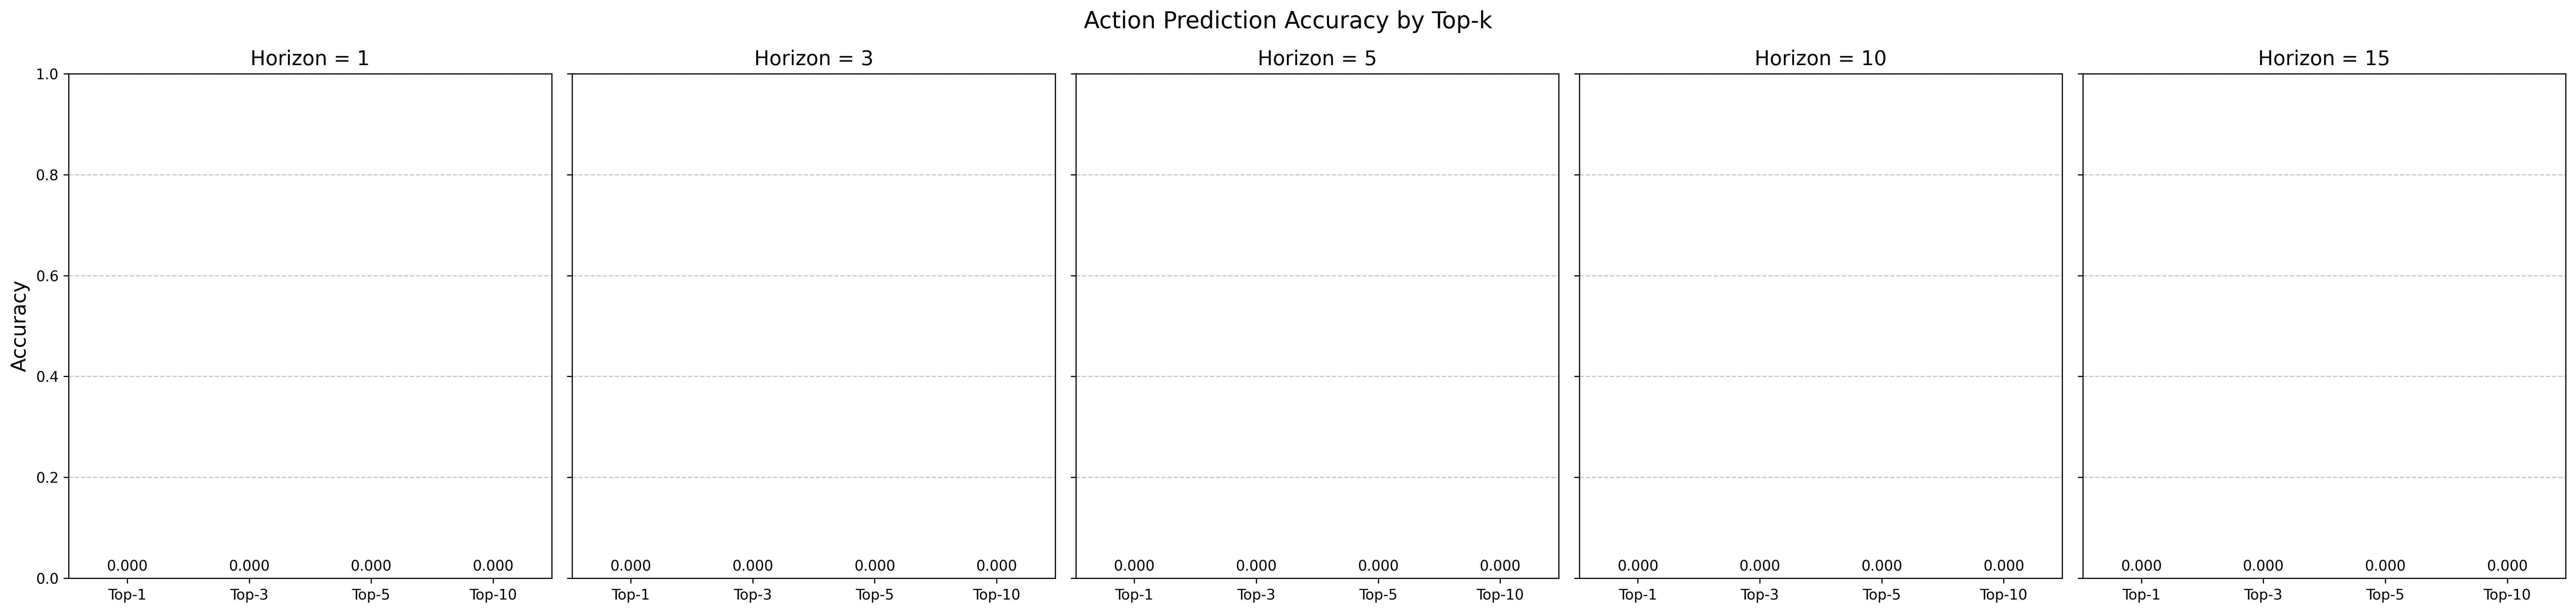 Action Prediction Accuracy by Top-k
Horizon = 1
Horizon = 3
Horizon = 5
Horizon = 10
Horizon = 15
Accuracy
1.0
0.8
0.6
0.4
0.2
0.0
0.000 0.000 0.000 0.000
Top-1 Top-3 Top-5 Top-10
0.000 0.000 0.000 0.000
Top-1 Top-3 Top-5 Top-10
0.000 0.000 0.000 0.000
Top-1 Top-3 Top-5 Top-10
0.000 0.000 0.000 0.000
Top-1 Top-3 Top-5 Top-10
0.000 0.000 0.000 0.000
Top-1 Top-3 Top-5 Top-10